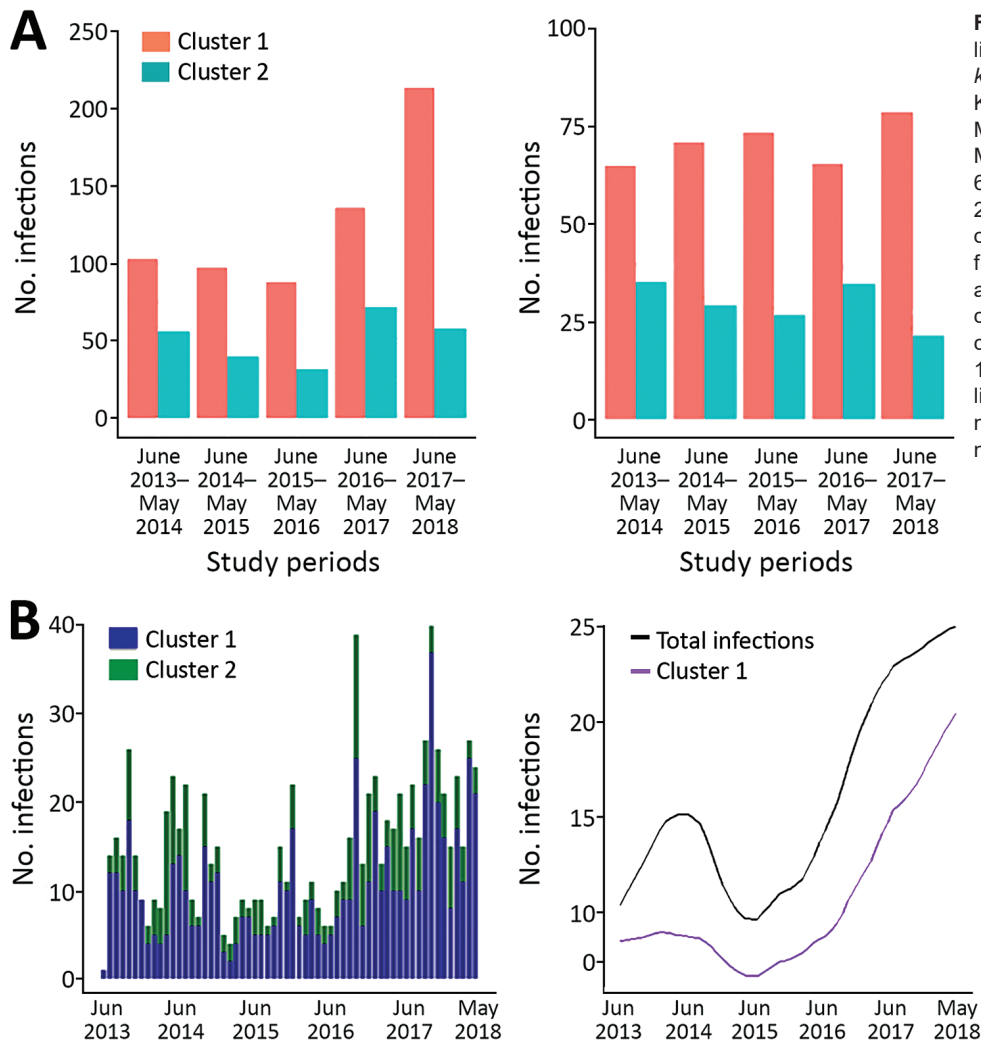 A
250
200
150
100
50
0
No. infections
Cluster 1
Cluster 2
June 2013– May 2014
June 2014– May 2015
June 2015– May 2016
June 2016– May 2017
June 2017– May 2018
Study periods
100
75
50
25
0
No. infections
June 2013– May 2014
June 2014– May 2015
June 2015– May 2016
June 2016– May 2017
June 2017– May 2018
Study periods
B
40
30
20
10
0
No. infections
Cluster 1
Cluster 2
Jun 2013
Jun 2014
Jun 2015
Jun 2016
Jun 2017
May 2018
25
20
15
10
0
No. infections
Total infections
Cluster 1
Jun 2013
Jun 2014
Jun 2015
Jun 2016
Jun 2017
May 2018